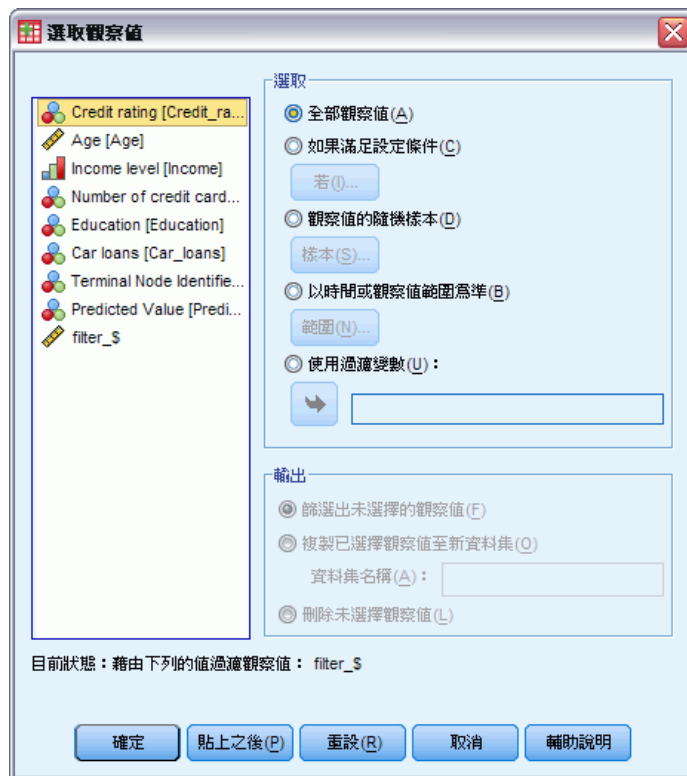 選取觀察值
Credit rating [Credit_ra...
Age [Age]
Income level [Income]
Number of credit card...
Education [Education]
Car loans [Car_loans]
Terminal Node Identifie...
Predicted Value [Predi...
filter_$
選取
全部觀察值(A)
如果滿足設定條件(C)
若(I)...
觀察值的隨機樣本(D)
樣本(S)...
以時間或觀察值範圍為準(B)
範圍(N)...
使用過濾變數(U)：
輸出
篩選出未選擇的觀察值(F)
複製已選擇觀察值至新資料集(O)
資料集名稱(A)：
刪除未選擇觀察值(L)
目前狀態：藉由下列的值過濾觀察值： filter_$
確定
貼上之後(P)
重設(R)
取消
輔助說明